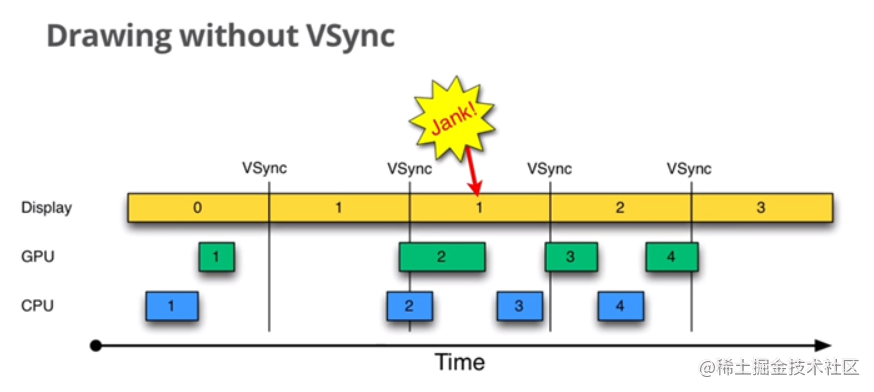 Drawing without VSync
Jank!
VSync VSync VSync VSync
Display 0 1 1 2 3
GPU 1 2 3 4
CPU 1 2 3 4
Time
@稀土掘金技术社区